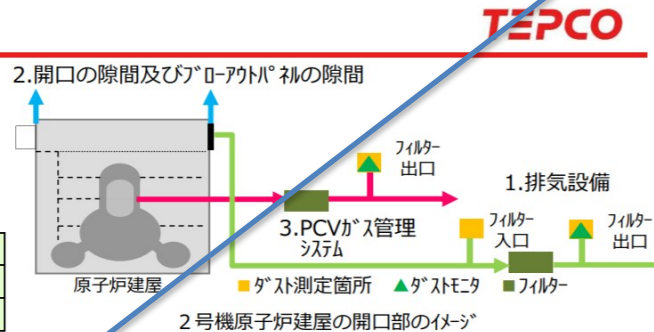 TEPCO
2.開口の隙間及びブローアウトパネルの隙間
フィルター
出口
1.排気設備
3.PCVガス管理
システム
フィルター
入口
フィルター
出口
原子炉建屋
■ダスト測定箇所 ▲ダストモニタ ■フィルター
2号機原子炉建屋の開口部のイメージ